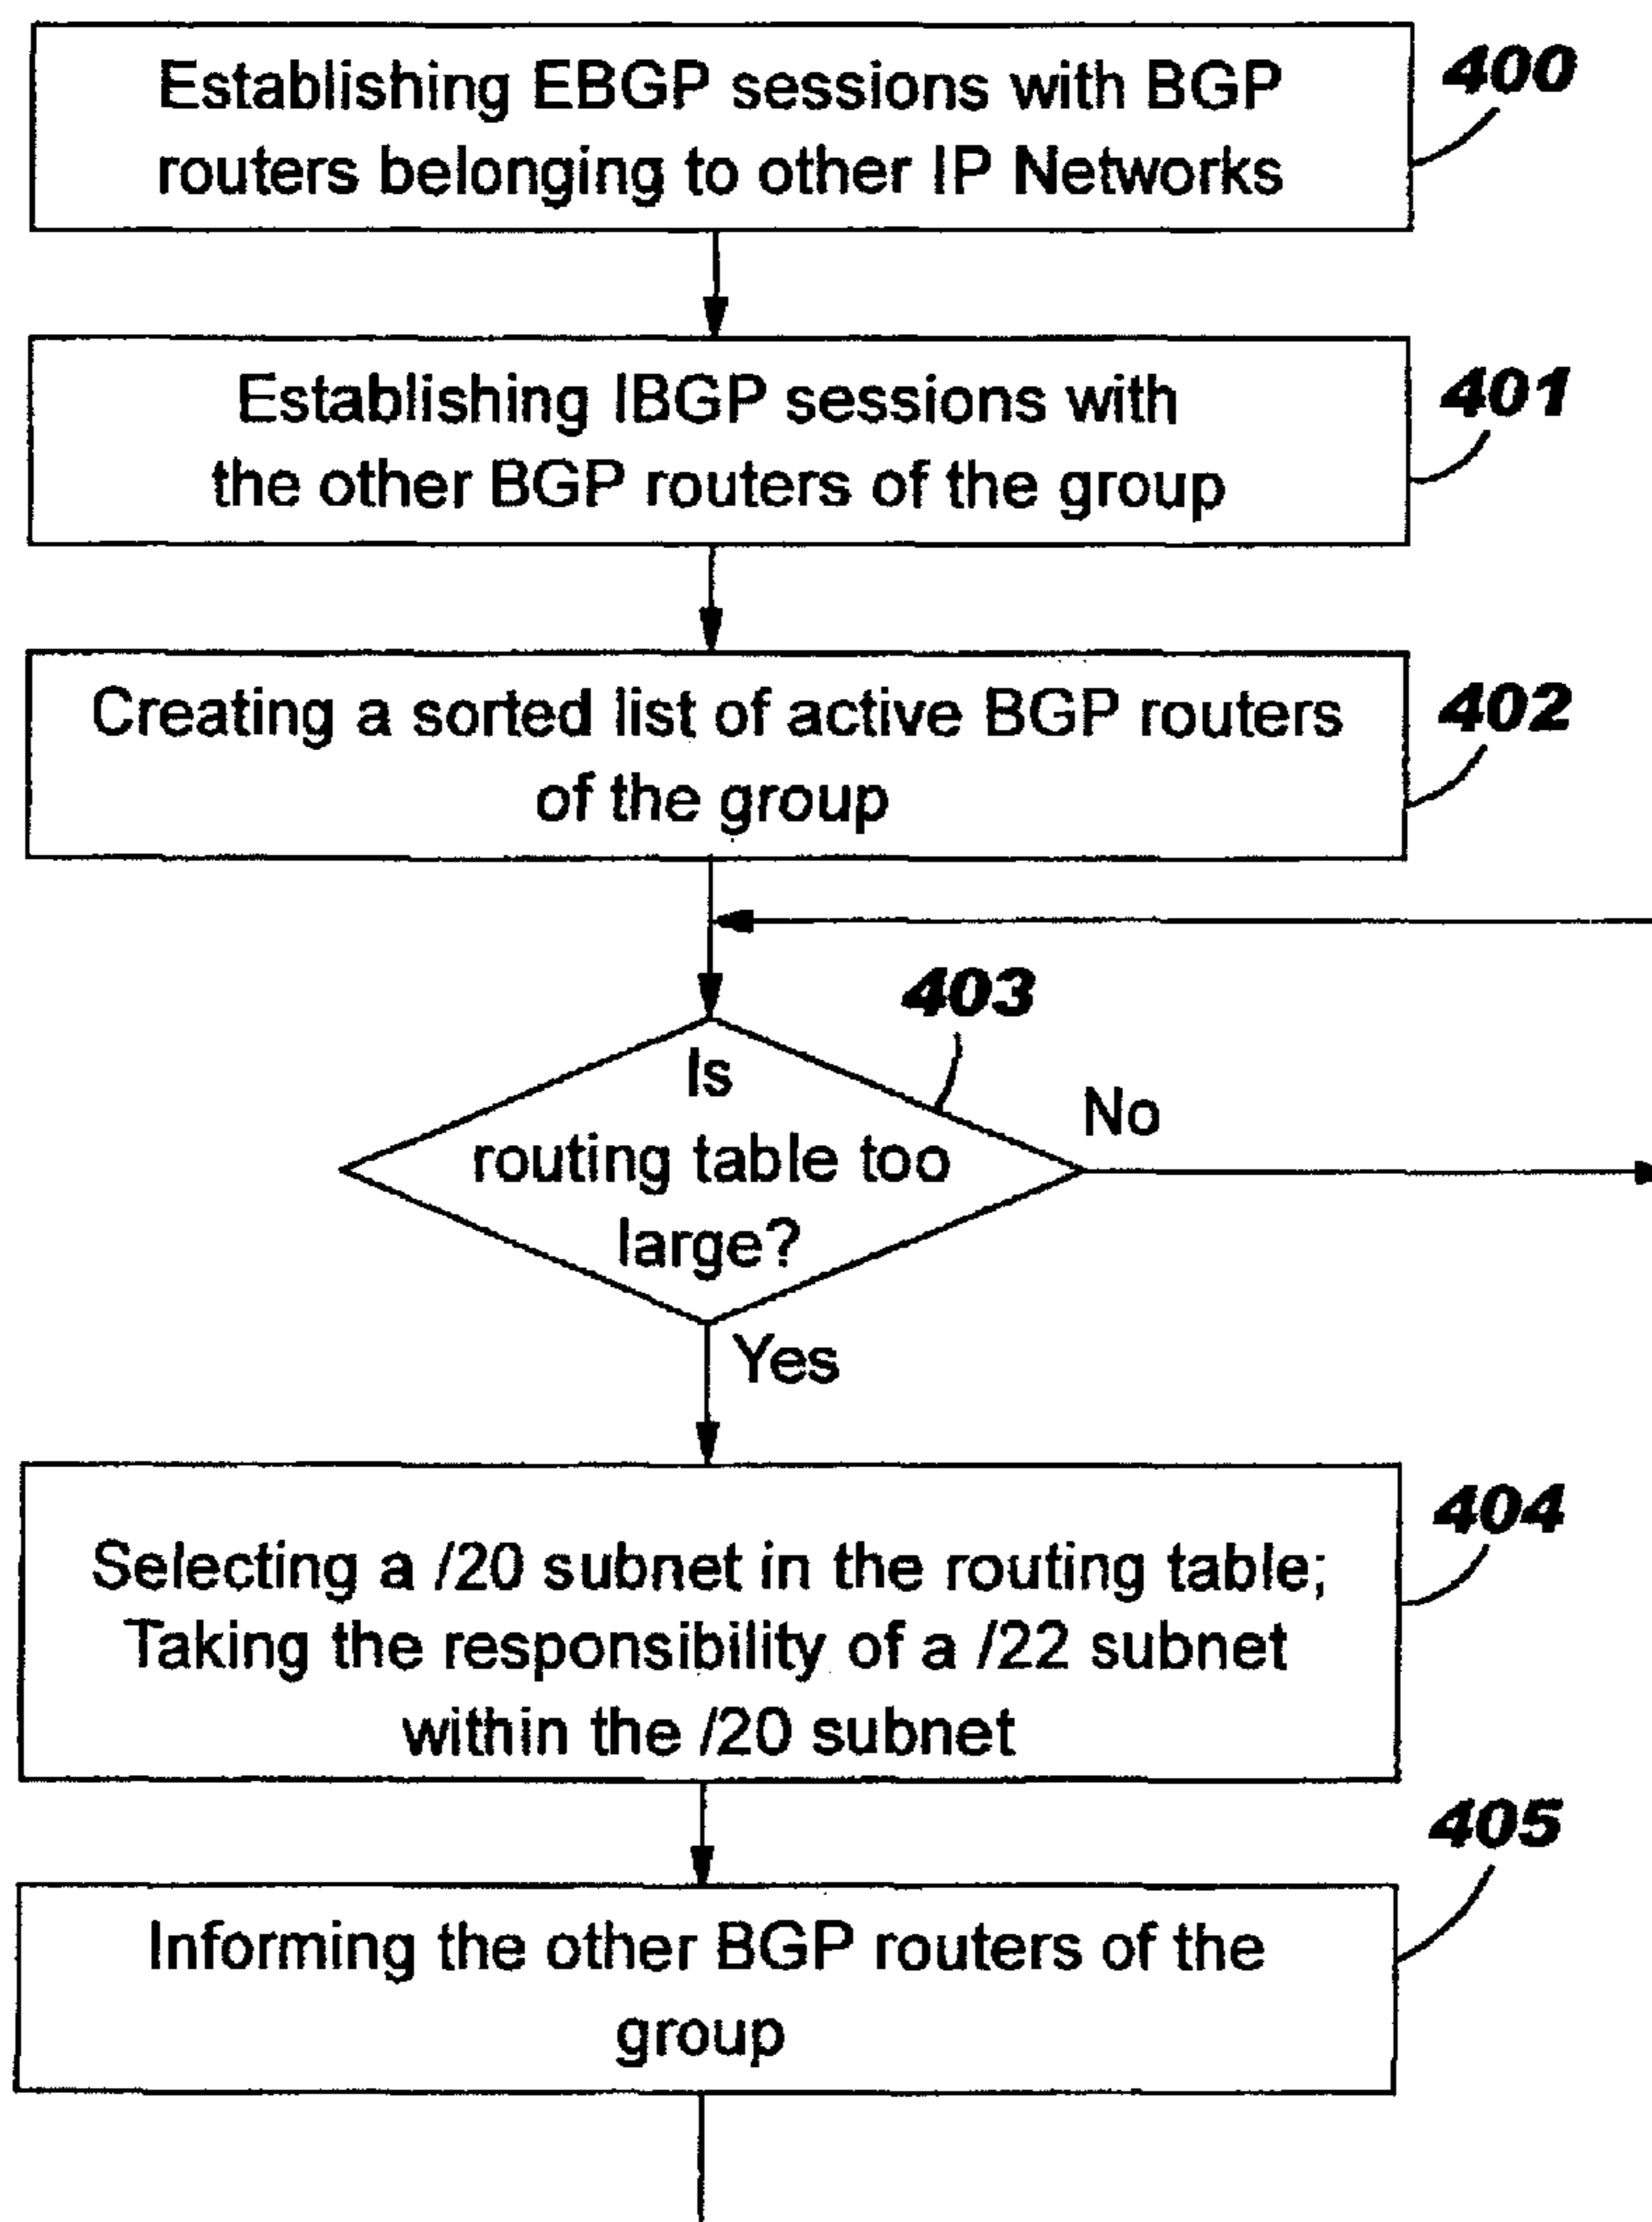 Establishing EBGP sessions with BGP
routers belonging to other IP Networks
400
Establishing IBGP sessions with
the other BGP routers of the group
401
Creating a sorted list of active BGP routers
of the group
402
403
Is
routing table too
large?
No
Yes
Selecting a /20 subnet in the routing table;
Taking the responsibility of a /22 subnet
within the /20 subnet
404
Informing the other BGP routers of the
group
405